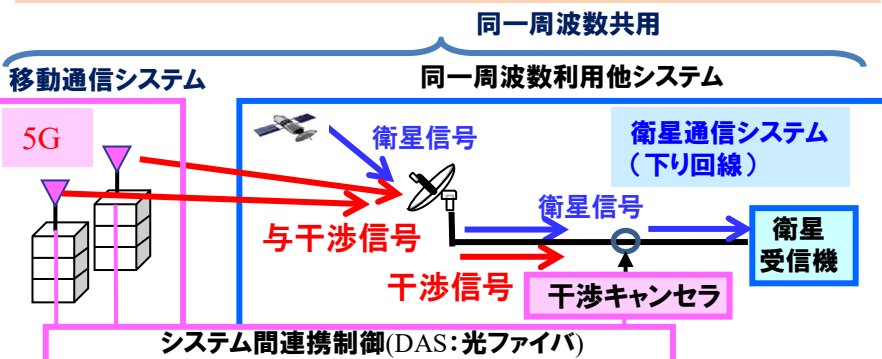 同一周波数共用
移動通信システム
同一周波数利用他システム
5G
衛星信号
衛星通信システム
（下り回線）
衛星信号
与干渉信号
衛星
受信機
干渉信号
干渉キャンセラ
システム間連携制御(DAS：光ファイバ)